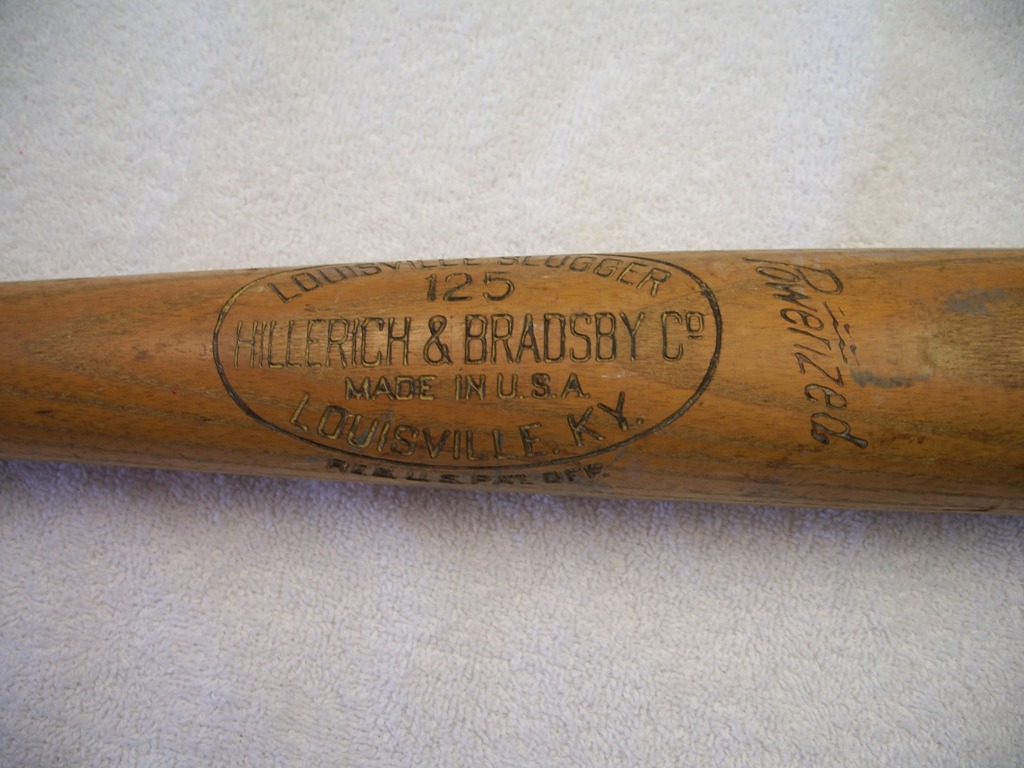 LOUISVILLE SLUGGER
125
HILLERICH & BRADSBY CO
MADE IN U.S.A.
LOUISVILLE, KY.
REG. U.S. PAT. OFF.
Powerized